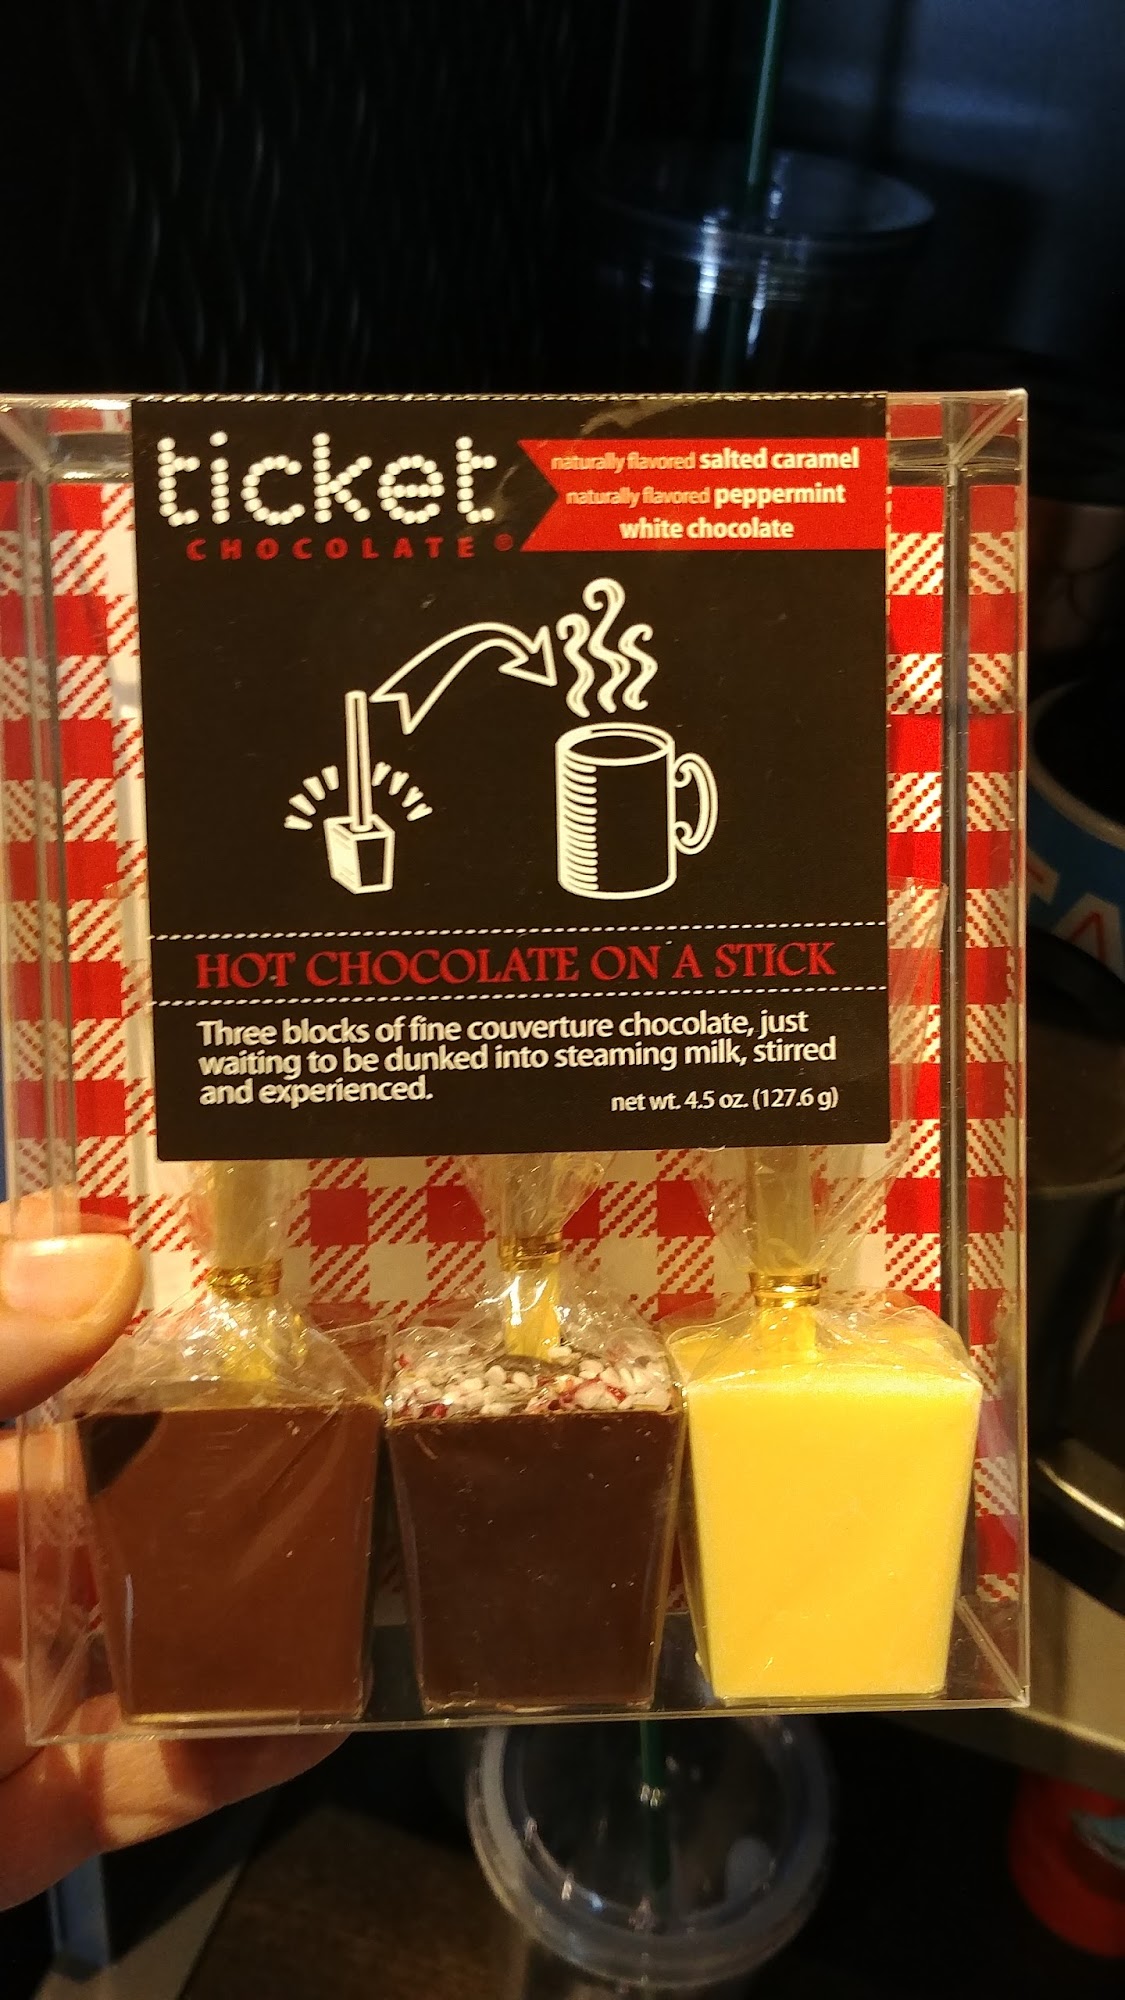 ticket
CHOCOLATE®
naturally flavored salted caramel
naturally flavored peppermint
white chocolate
HOT CHOCOLATE ON A STICK
Three blocks of fine couverture chocolate, just
waiting to be dunked into steaming milk, stirred
and experienced.
net wt. 4.5 oz. (127.6 g)